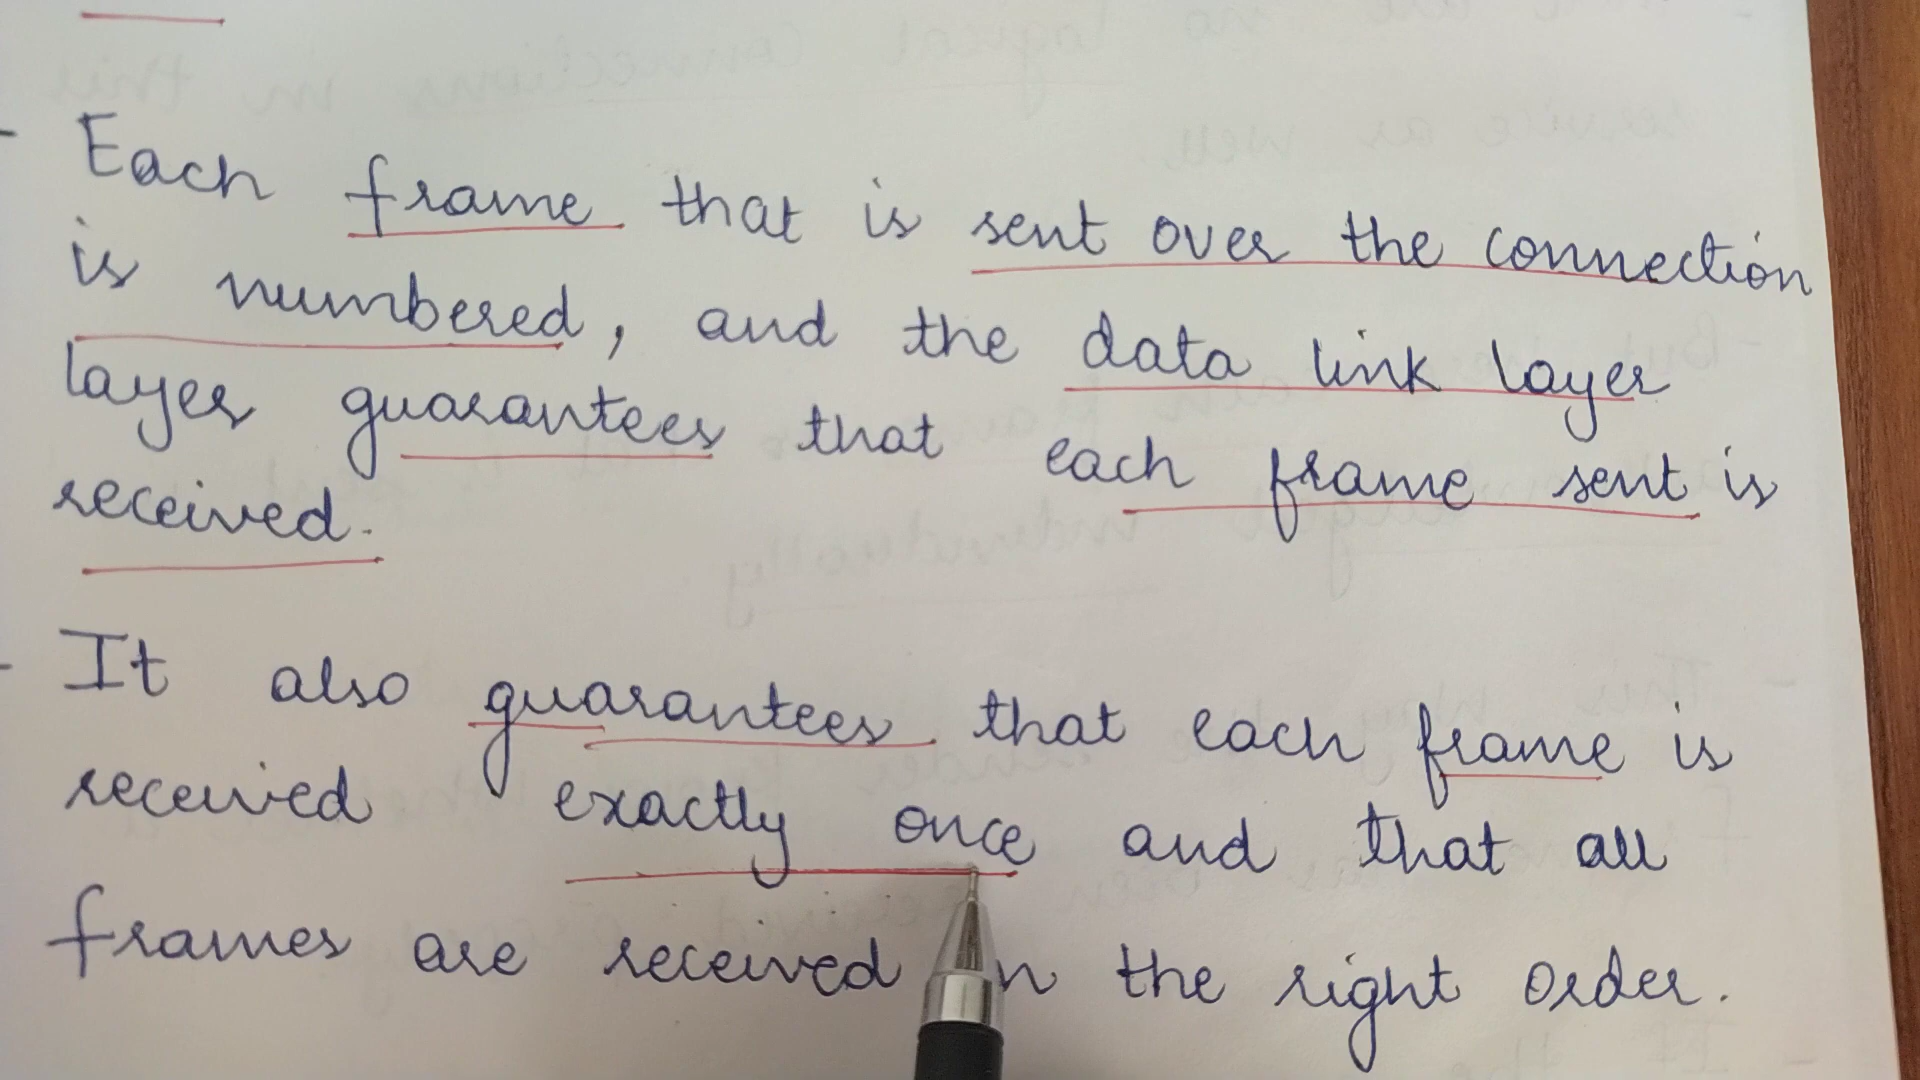 - Each frame that is sent over the connection
is numbered, and the data link layer
layer guarantees that each frame sent is
received.
- It also guarantees that each frame is
received exactly once and that all
frames are received in the right order.